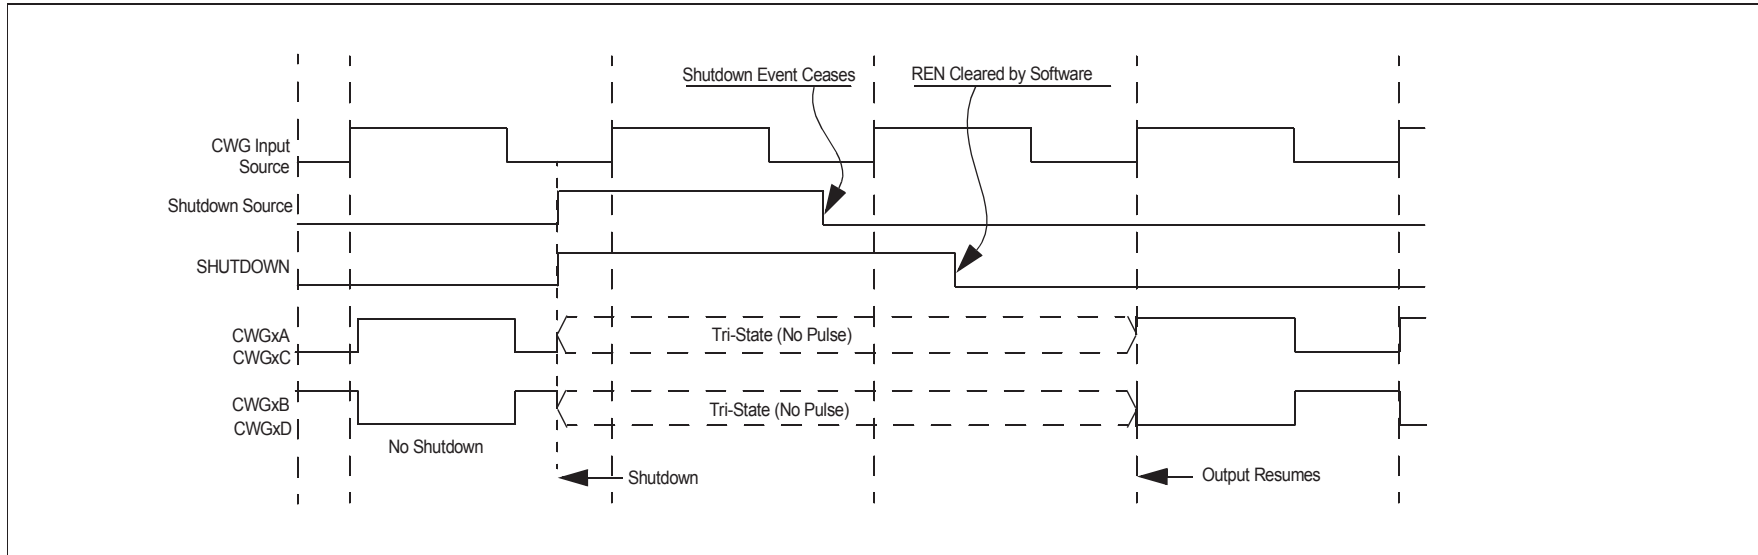 Shutdown Event Ceases
REN Cleared by Software
CWG Input
Source
Shutdown Source
SHUTDOWN
CWGxA
CWGxC
Tri-State (No Pulse)
CWGxB
CWGxD
Tri-State (No Pulse)
No Shutdown
Shutdown
Output Resumes